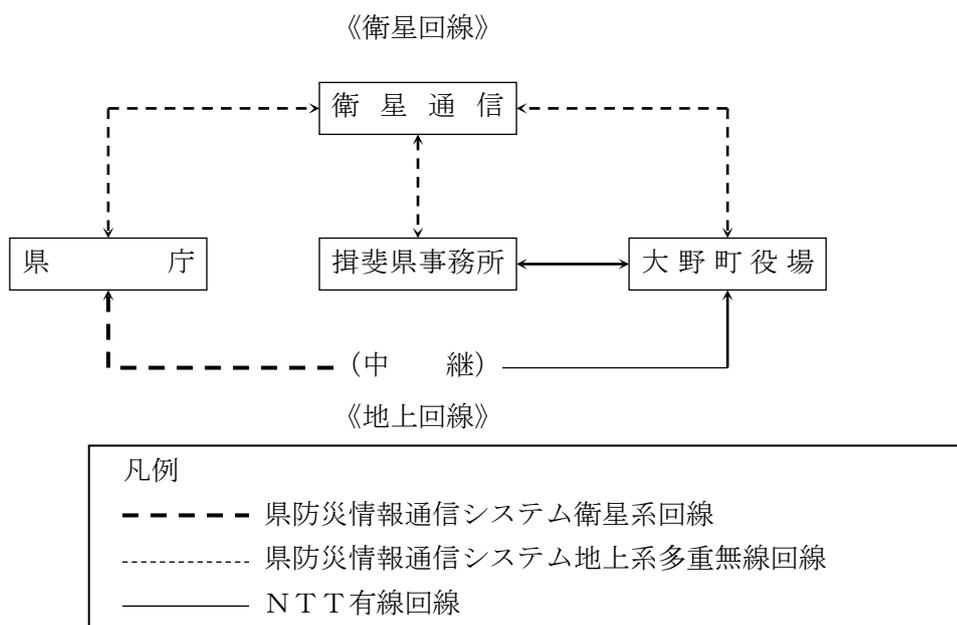 《衛星回線》
衛星通信
県庁
揖斐県事務所
大野町役場
(中継)
《地上回線》
凡例
県防災情報通信システム衛星系回線
県防災情報通信システム地上系多重無線回線
ＮＴＴ有線回線